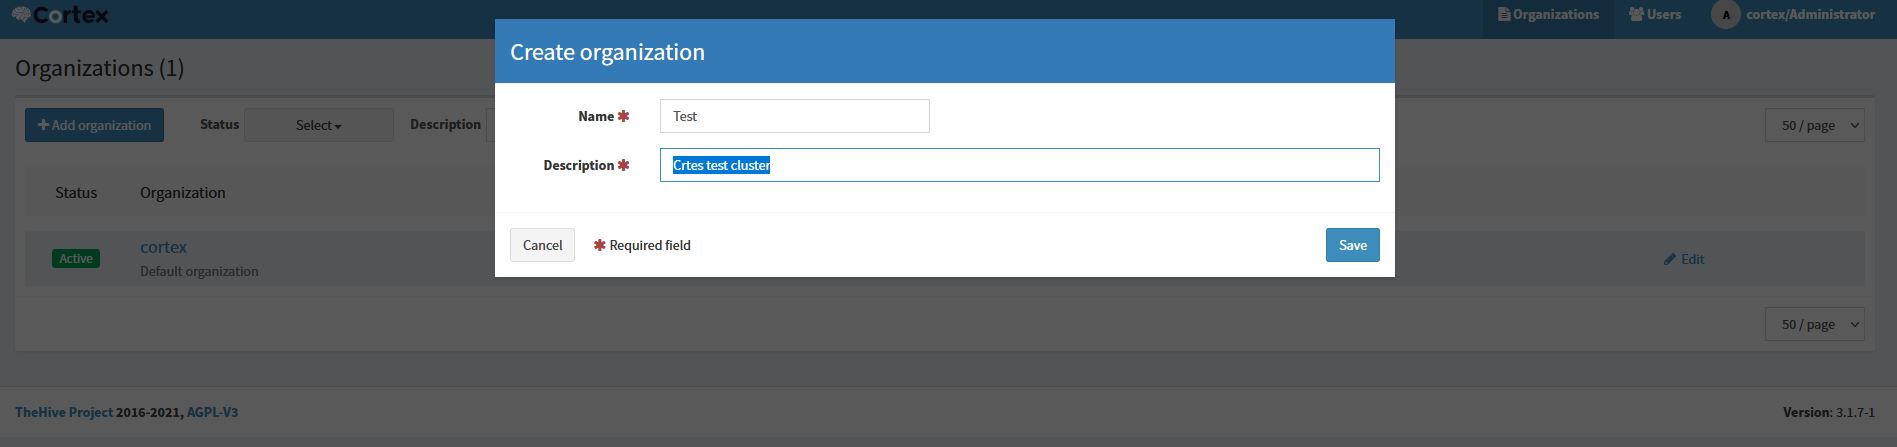 Cortex
Organizations
Users
A
cortex/Administrator
Organizations (1)
Create organization
Name ✱
Test
Description ✱
Crtes test cluster
Cancel
✱ Required field
Save
+Add organization
Status
Select
Description
50 / page
Status
Organization
Active
cortex
Default organization
Edit
50 / page
TheHive Project 2016-2021, AGPL-V3
Version: 3.1.7-1